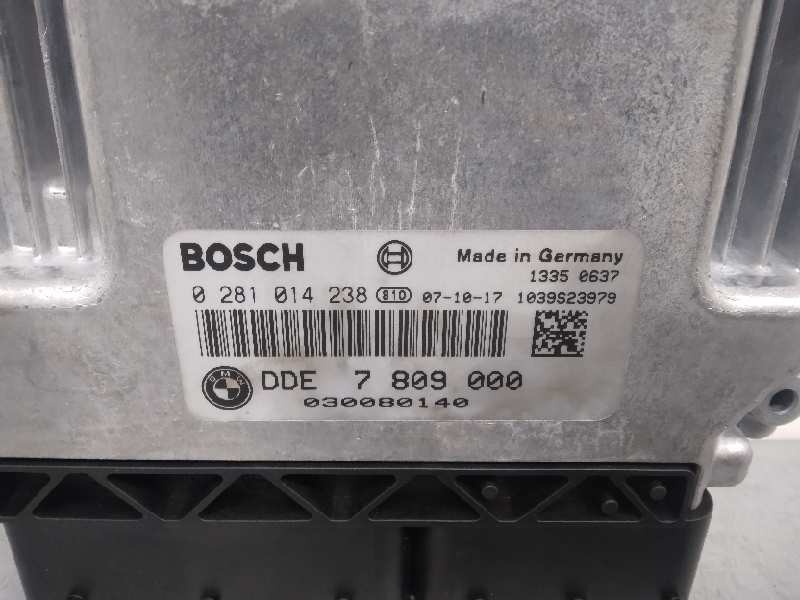 BOSCH Made in Germany
1335 0637
0 281 014 238 810 07-10-17 1039S23979
BMW DDE 7 809 000
030080140